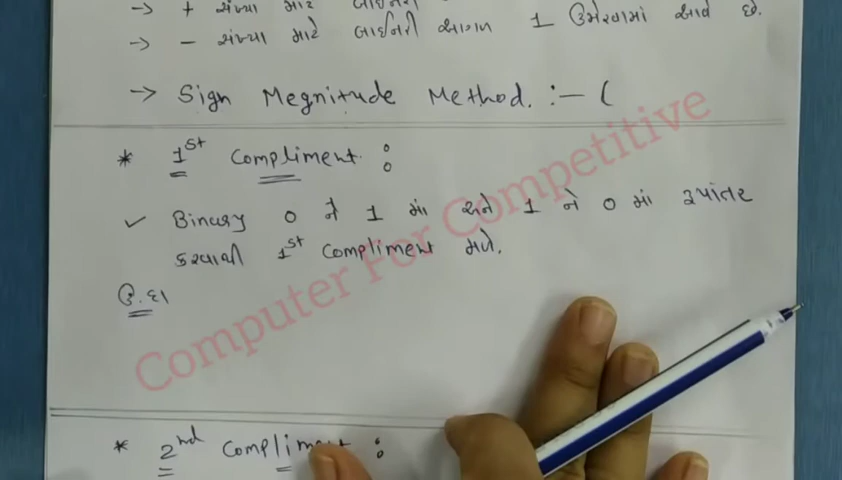 → + સંખ્યા માટે
→ - સંખ્યા માટે બાઈનરી આગળ 1 ઉમેરવામાં આવે છે.
→ Sign Megnitude Method. :- (
* 1st Compliment :
✓ Binary 0 ને 1 માં અને 1 ને 0 માં રૂપાંતર
કરવાથી 1st Compliment મળે.
ઉ.દા
Computer For Competitive
* 2nd Compliment :